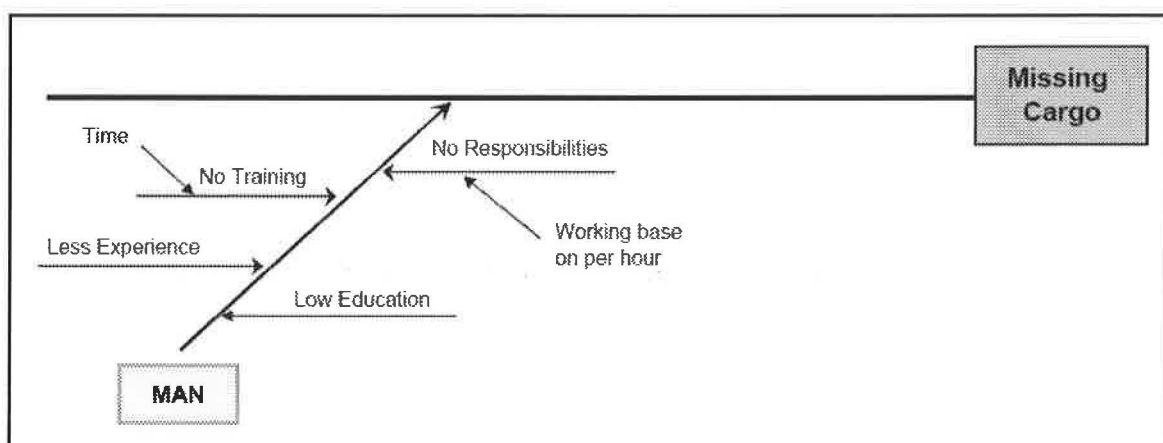 Missing
Cargo
Time
No Responsibilities
No Training
Working base
on per hour
Less Experience
Low Education
MAN